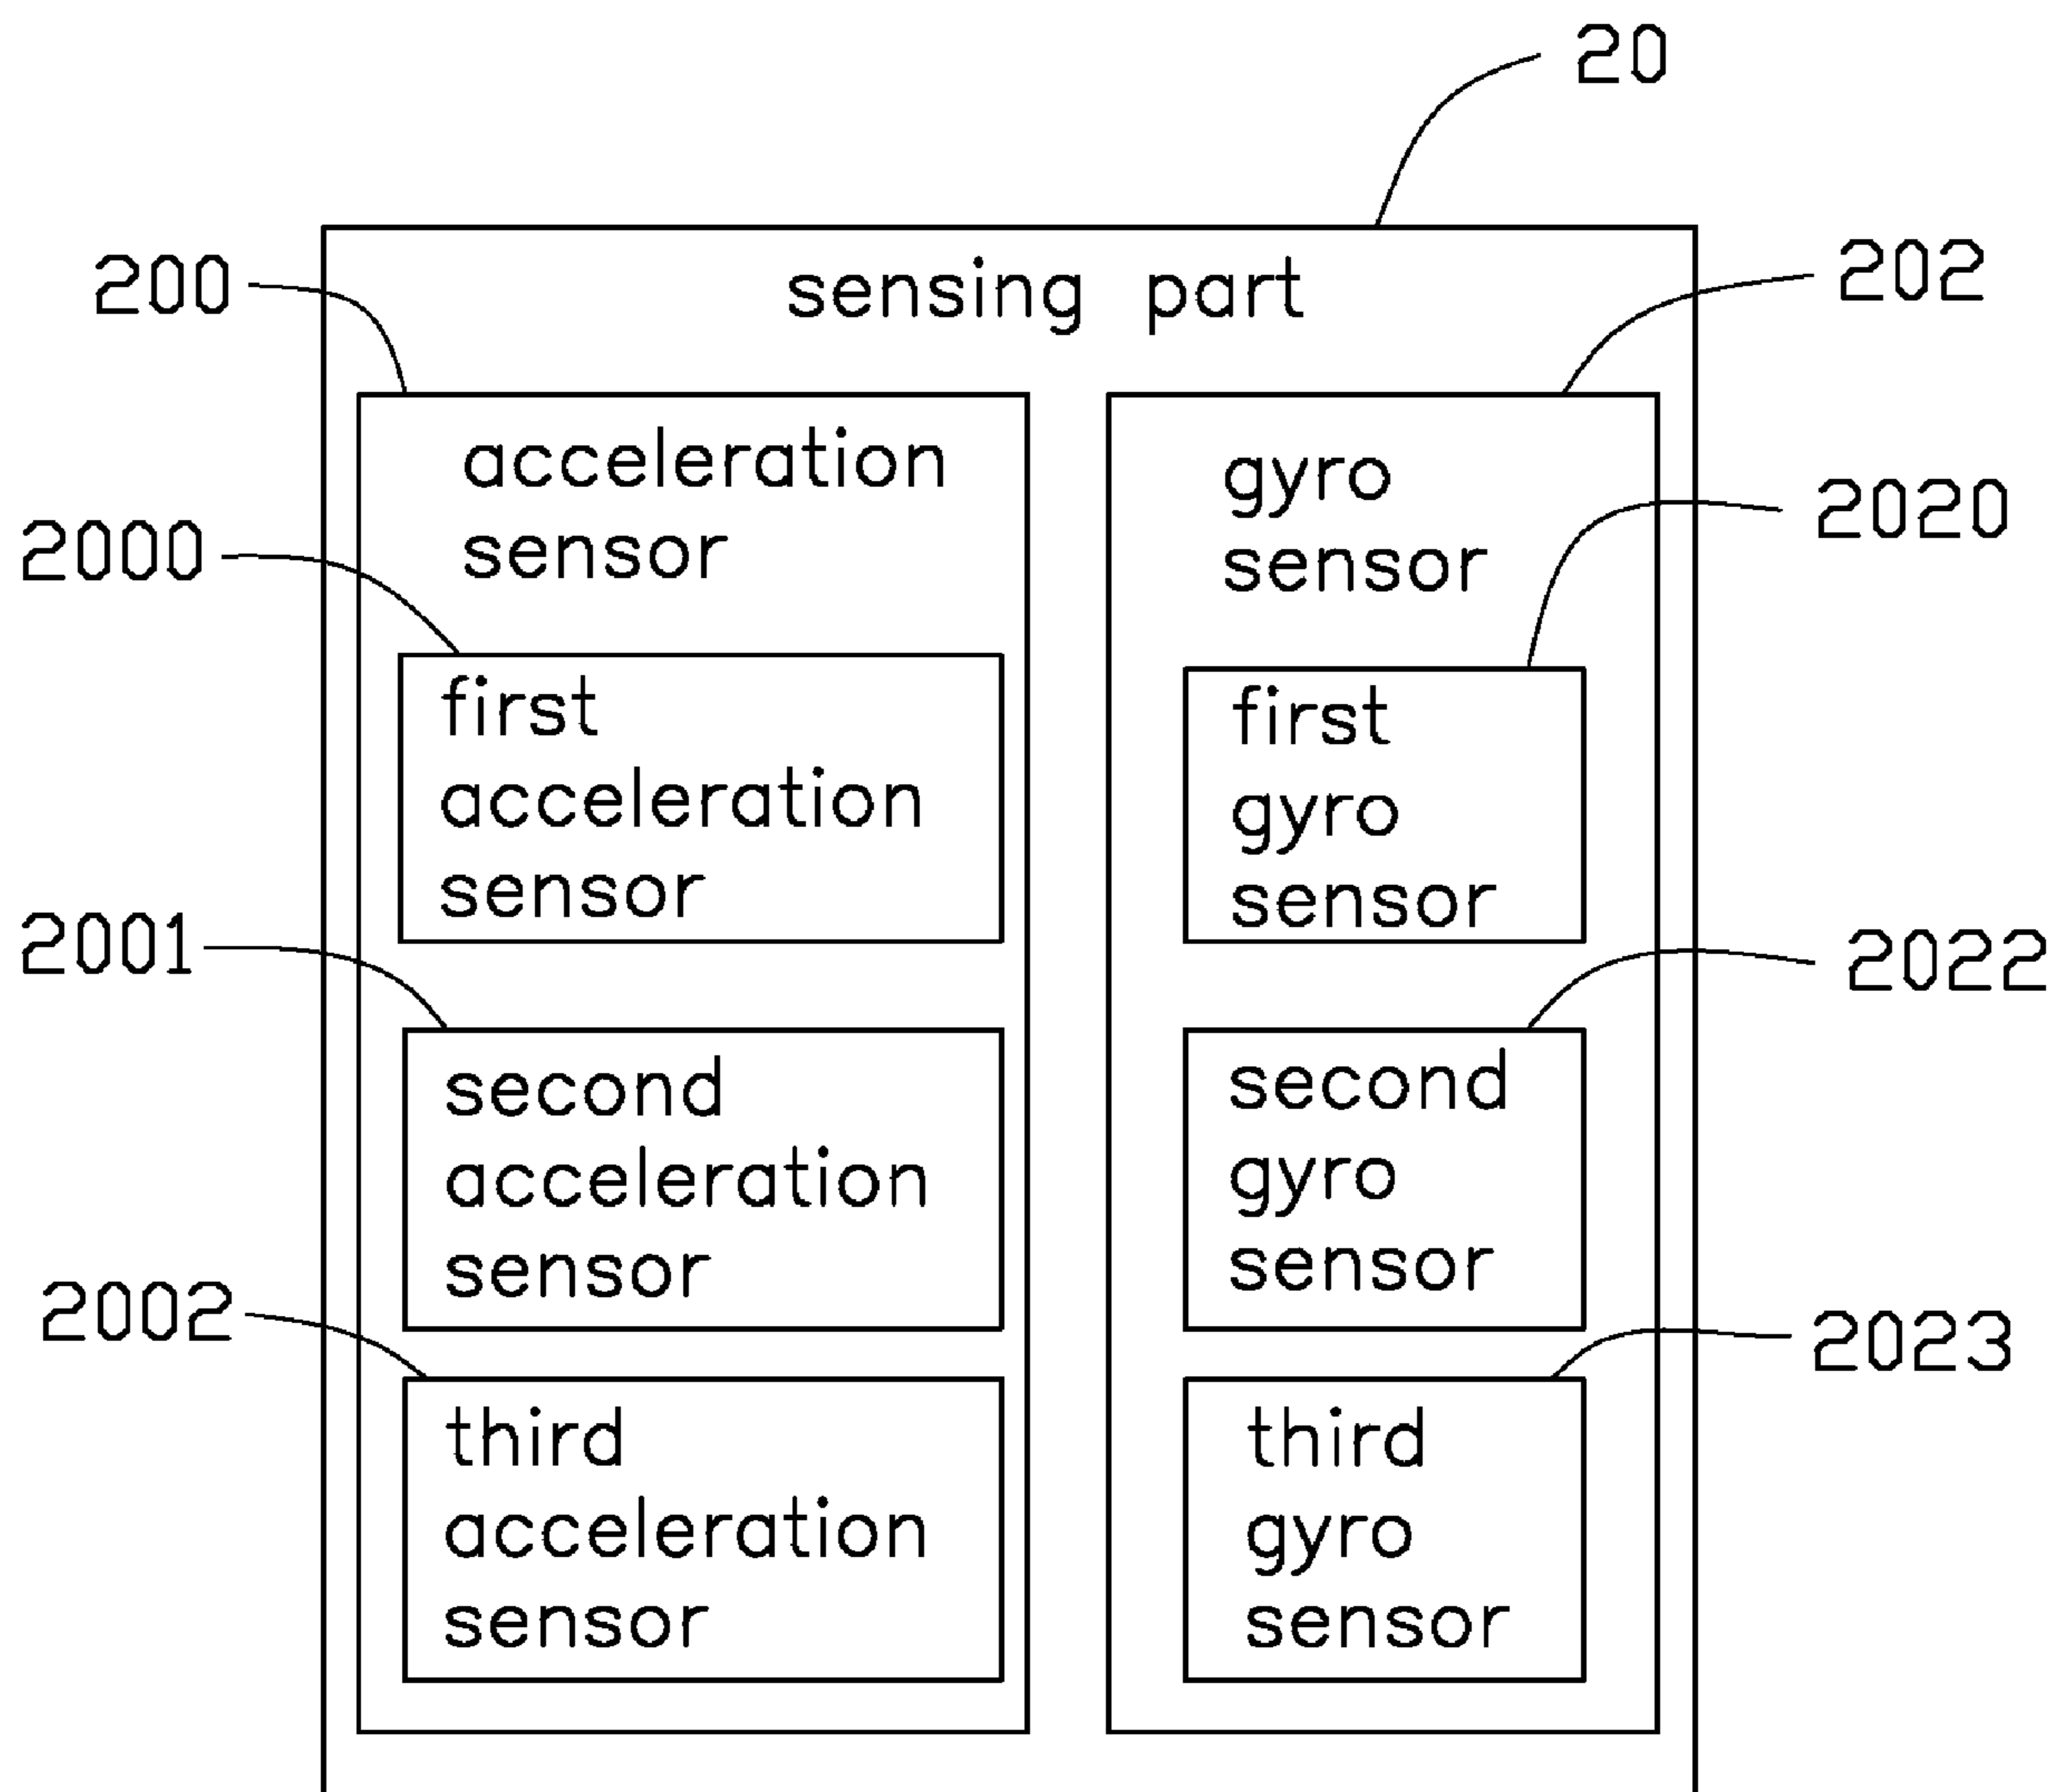 20
sensing part
200
202
acceleration
sensor
gyro
sensor
2000
2020
first
acceleration
sensor
first
gyro
sensor
2001
2022
second
acceleration
sensor
second
gyro
sensor
2002
2023
third
acceleration
sensor
third
gyro
sensor